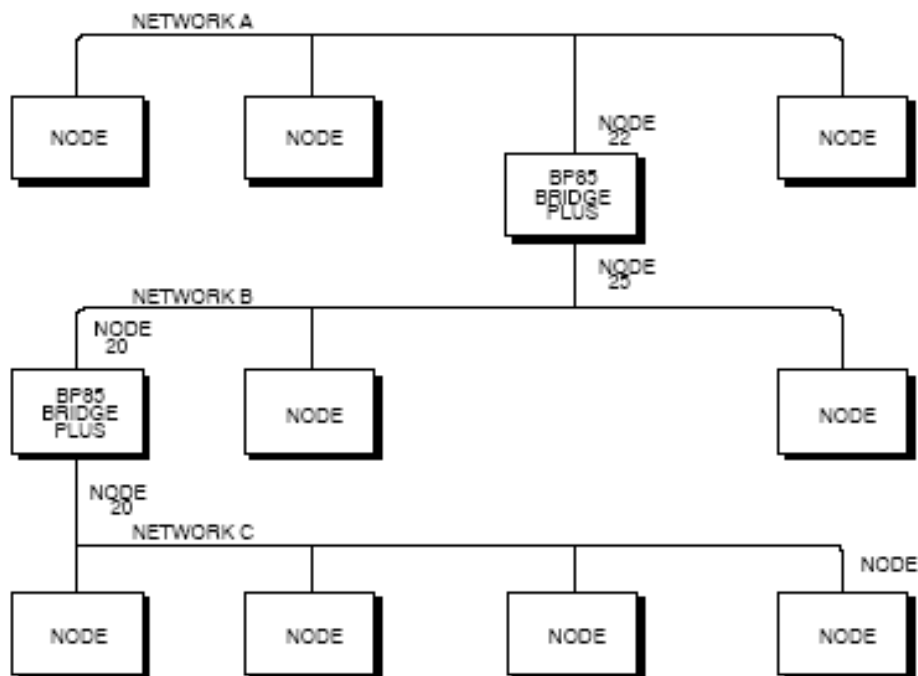 NETWORK A
NODE
NODE
NODE
NODE
22
BP85
BRIDGE
PLUS
NODE
25
NETWORK B
NODE
20
BP85
BRIDGE
PLUS
NODE
NODE
NODE
20
NETWORK C
NODE
NODE
NODE
NODE
NODE